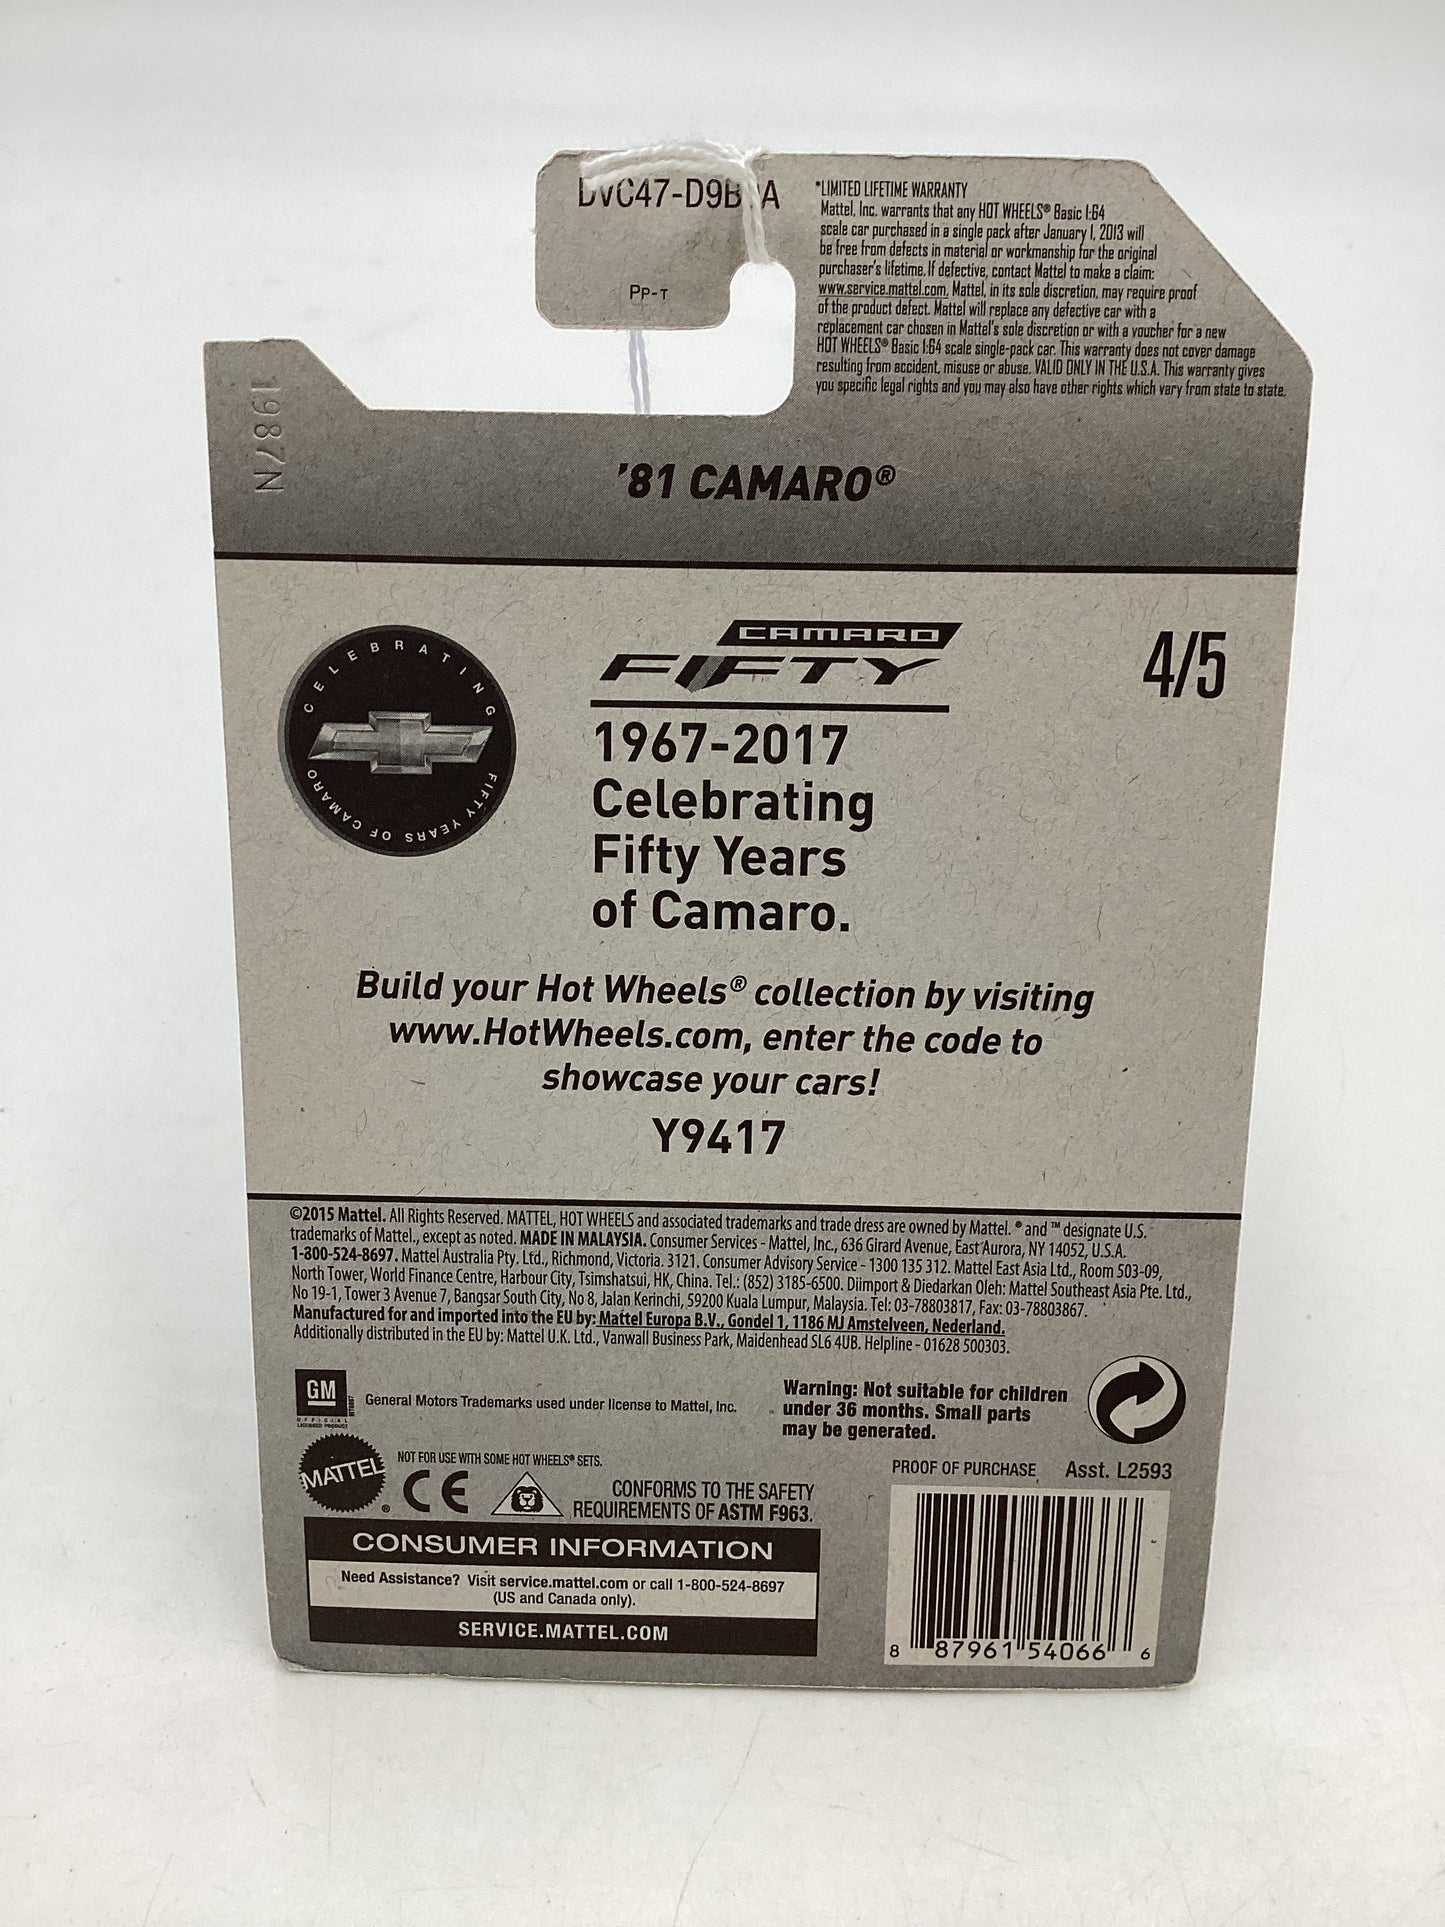 *LIMITED LIFETIME WARRANTY
Mattel, Inc. warrants that any HOT WHEELS® Basic 1:64
scale car purchased in a single pack after January 1, 2013 will
be free from defects in material or workmanship for the original
purchaser's lifetime. If defective, contact Mattel to make a claim:
www.service.mattel.com. Mattel, in its sole discretion, may require proof
of the product defect. Mattel will replace any defective car with a
replacement car chosen in Mattel's sole discretion or with a voucher for a new
HOT WHEELS® Basic 1:64 scale single-pack car. This warranty does not cover damage
resulting from accident, misuse or abuse. VALID ONLY IN THE U.S.A. This warranty gives
you specific legal rights and you may also have other rights which vary from state to state.
PP-T
1987N
'81 CAMARO®
CELEBRATING
FIFTY YEARS OF CAMARO
CAMARO
FIFTY
4/5
1967-2017
Celebrating
Fifty Years
of Camaro.
Build your Hot Wheels® collection by visiting
www.HotWheels.com, enter the code to
showcase your cars!
Y9417
©2015 Mattel. All Rights Reserved. MATTEL, HOT WHEELS and associated trademarks and trade dress are owned by Mattel. ® and ™ designate U.S.
trademarks of Mattel., except as noted. MADE IN MALAYSIA. Consumer Services - Mattel, Inc., 636 Girard Avenue, East Aurora, NY 14052, U.S.A.
1-800-524-8697. Mattel Australia Pty. Ltd., Richmond, Victoria. 3121. Consumer Advisory Service - 1300 135 312. Mattel East Asia Ltd., Room 503-09,
North Tower, World Finance Centre, Harbour City, Tsimshatsui, HK, China. Tel.: (852) 3185-6500. Diimport & Diedarkan Oleh: Mattel Southeast Asia Pte. Ltd.,
No 19-1, Tower 3 Avenue 7, Bangsar South City, No 8, Jalan Kerinchi, 59200 Kuala Lumpur, Malaysia. Tel: 03-78803817, Fax: 03-78803867.
Manufactured for and imported into the EU by: Mattel Europa B.V., Gondel 1, 1186 MJ Amstelveen, Nederland.
Additionally distributed in the EU by: Mattel U.K. Ltd., Vanwall Business Park, Maidenhead SL6 4UB. Helpline - 01628 500303.
GM
OFFICIAL
LICENSED PRODUCT
General Motors Trademarks used under license to Mattel, Inc.
Warning: Not suitable for children
under 36 months. Small parts
may be generated.
MATTEL®
NOT FOR USE WITH SOME HOT WHEELS® SETS.
CE
CONFORMS TO THE SAFETY
REQUIREMENTS OF ASTM F963.
PROOF OF PURCHASE Asst. L2593
CONSUMER INFORMATION
Need Assistance? Visit service.mattel.com or call 1-800-524-8697
(US and Canada only).
SERVICE.MATTEL.COM
8 87961 54066 6